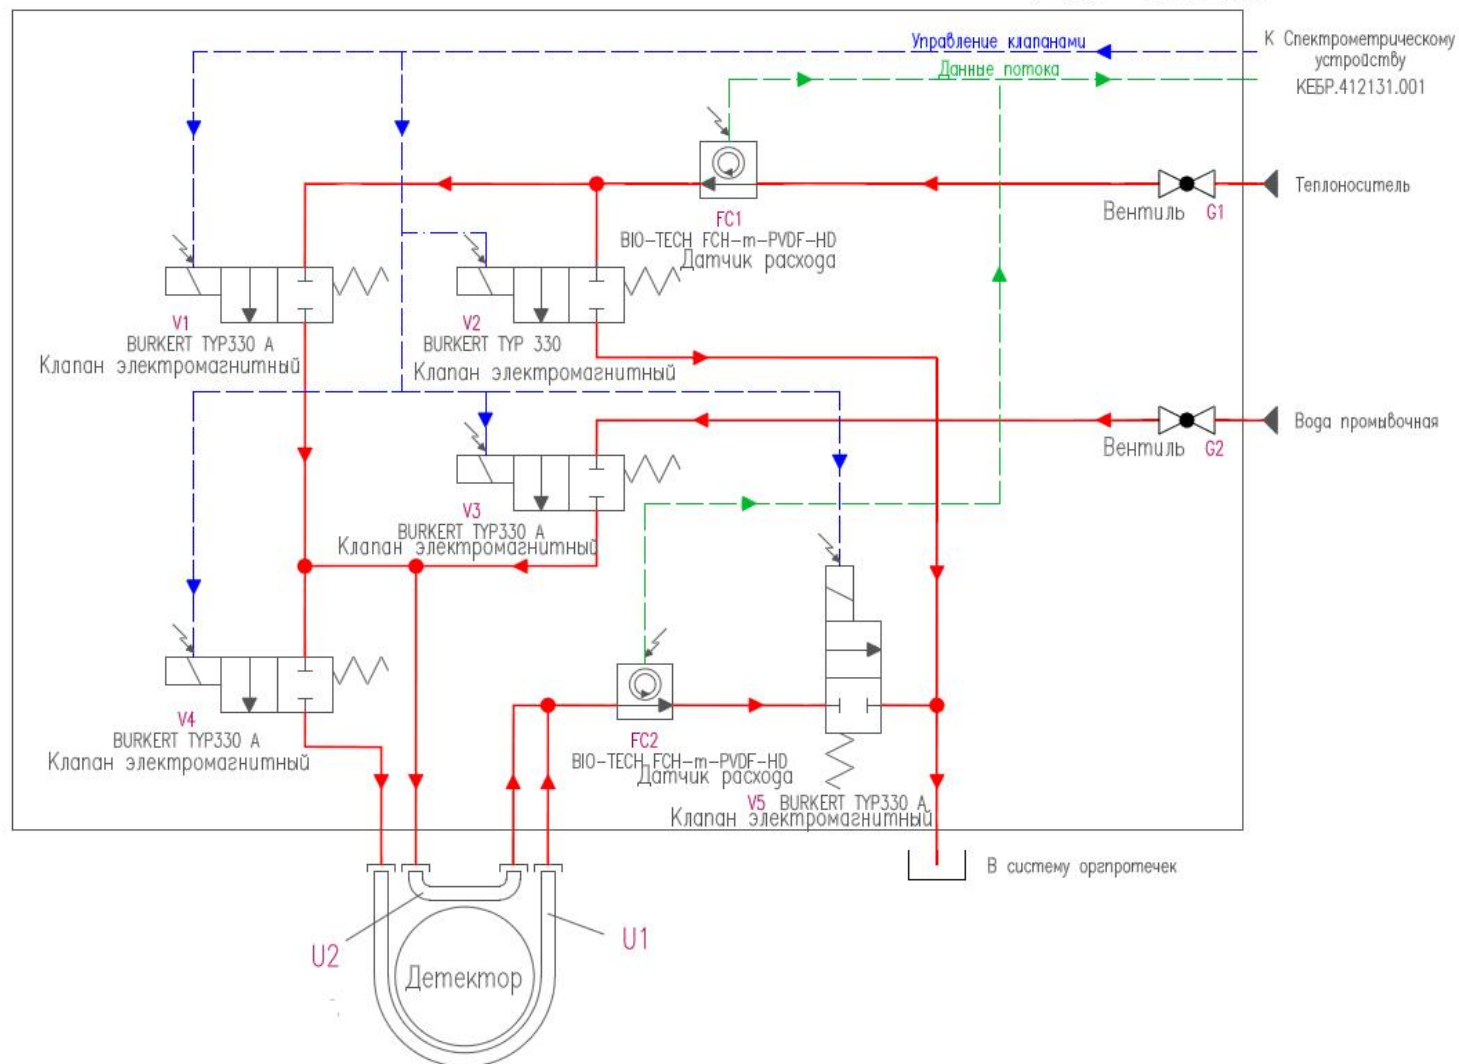 Управление клапанами
К Спектрометрическому
устройству
КЕБР.412131.001
Данные потока
Теплоноситель
Вентиль G1
FC1
BIO-TECH FCH-m-PVDF-HD
Датчик расхода
V1
BURKERT TYP330 A
Клапан электромагнитный
V2
BURKERT TYP 330
Клапан электромагнитный
Вода промывочная
Вентиль G2
V3
BURKERT TYP330 A
Клапан электромагнитный
V4
BURKERT TYP330 A
Клапан электромагнитный
FC2
BIO-TECH FCH-m-PVDF-HD
Датчик расхода
V5 BURKERT TYP330 A
Клапан электромагнитный
В систему оргпротечек
U2
U1
Детектор